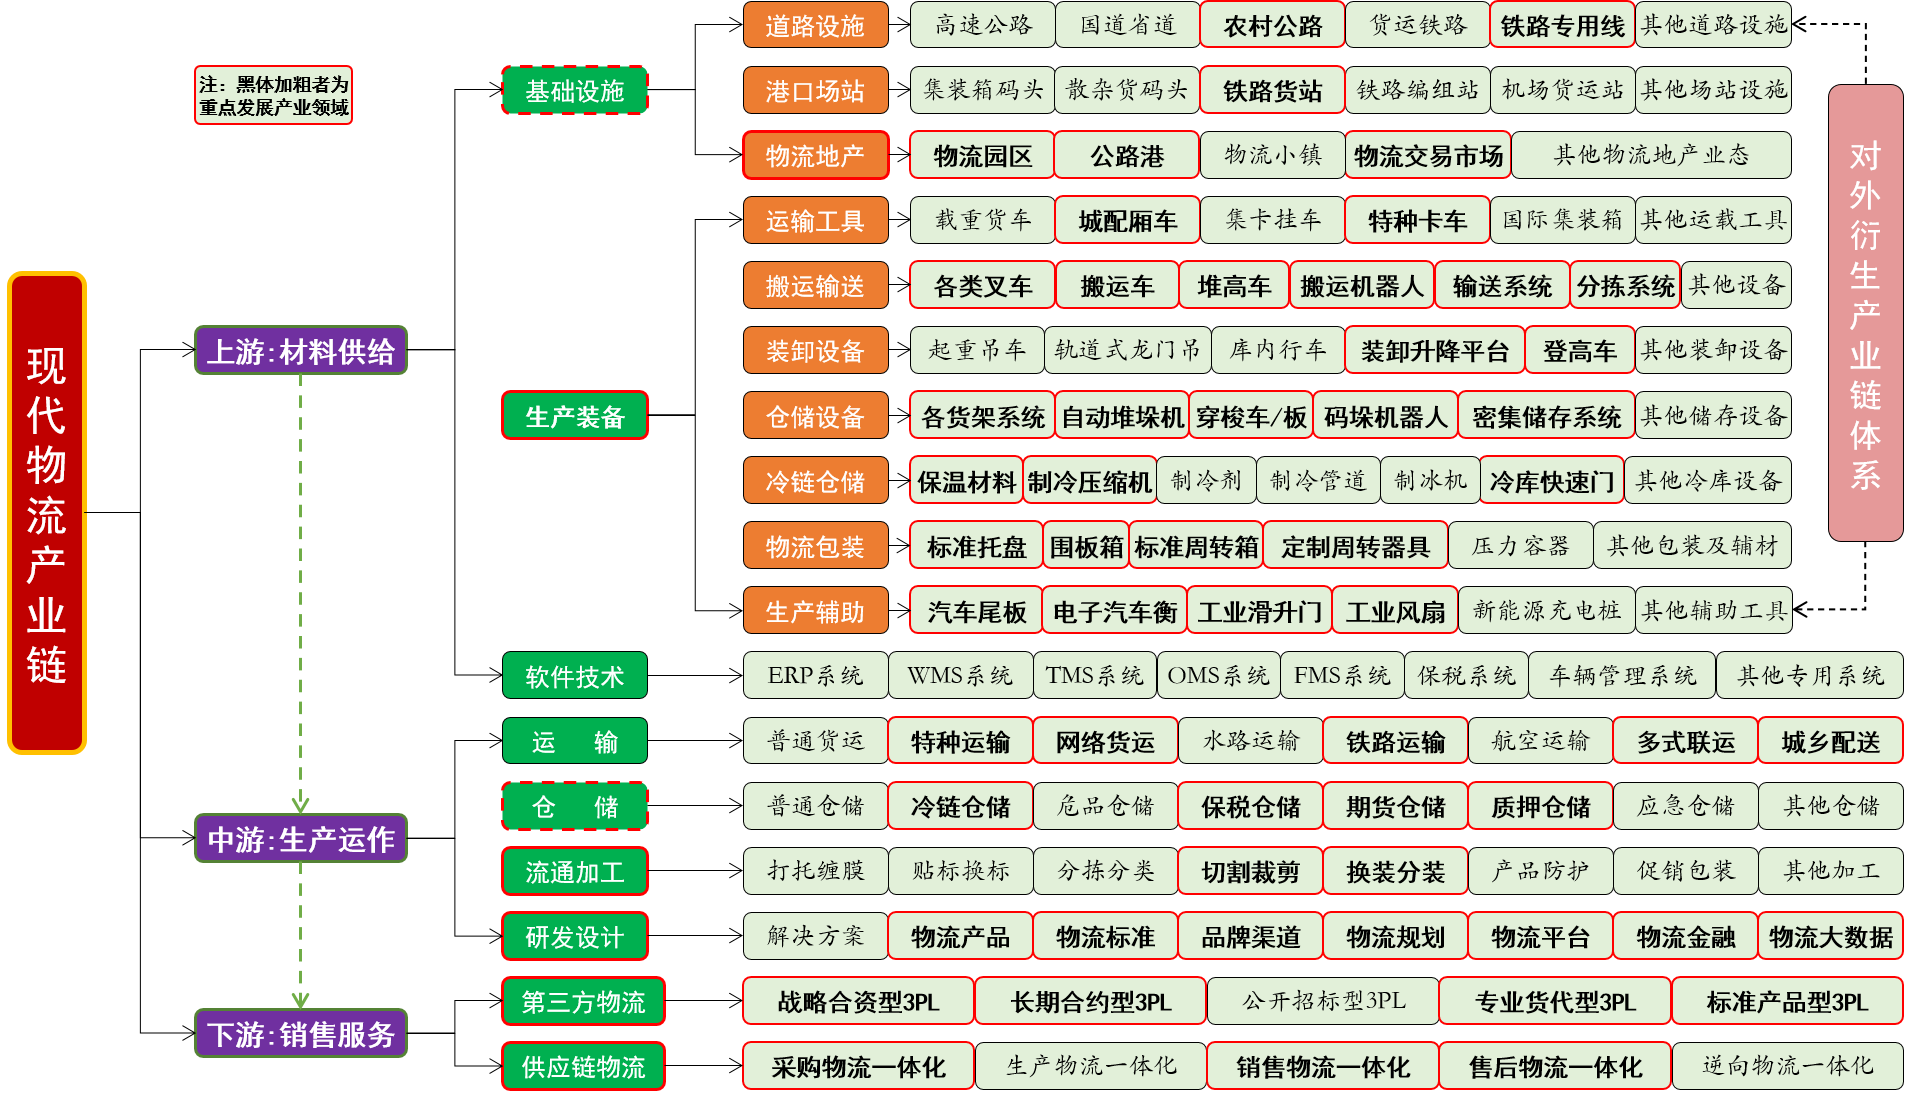 注：黑体加粗者为
重点发展产业领域
现代物流产业链
上游：材料供给
基础设施
道路设施
高速公路
国道省道
农村公路
货运铁路
铁路专用线
其他道路设施
港口场站
集装箱码头
散杂货码头
铁路货站
铁路编组站
机场货运站
其他场站设施
物流地产
物流园区
公路港
物流小镇
物流交易市场
其他物流地产业态
生产装备
运输工具
载重货车
城配厢车
集卡挂车
特种卡车
国际集装箱
其他运载工具
搬运输送
各类叉车
搬运车
堆高车
搬运机器人
输送系统
分拣系统
其他设备
装卸设备
起重吊车
轨道式龙门吊
库内行车
装卸升降平台
登高车
其他装卸设备
仓储设备
各货架系统
自动堆垛机
穿梭车/板
码垛机器人
密集储存系统
其他储存设备
冷链仓储
保温材料
制冷压缩机
制冷剂
制冷管道
制冰机
冷库快速门
其他冷库设备
物流包装
标准托盘
围板箱
标准周转箱
定制周转器具
压力容器
其他包装及辅材
生产辅助
汽车尾板
电子汽车衡
工业滑升门
工业风扇
新能源充电桩
其他辅助工具
软件技术
ERP系统
WMS系统
TMS系统
OMS系统
FMS系统
保税系统
车辆管理系统
其他专用系统
对外衍生产业链体系
中游：生产运作
运 输
普通货运
特种运输
网络货运
水路运输
铁路运输
航空运输
多式联运
城乡配送
仓 储
普通仓储
冷链仓储
危品仓储
保税仓储
期货仓储
质押仓储
应急仓储
其他仓储
流通加工
打托缠膜
贴标换标
分拣分类
切割裁剪
换装分装
产品防护
促销包装
其他加工
研发设计
解决方案
物流产品
物流标准
品牌渠道
物流规划
物流平台
物流金融
物流大数据
下游：销售服务
第三方物流
战略合资型3PL
长期合约型3PL
公开招标型3PL
专业货代型3PL
标准产品型3PL
供应链物流
采购物流一体化
生产物流一体化
销售物流一体化
售后物流一体化
逆向物流一体化